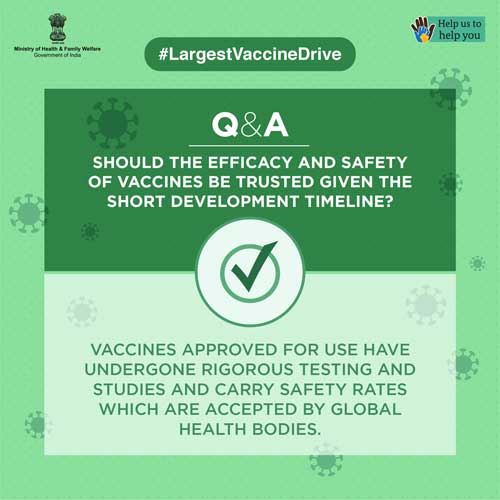 Ministry of Health & Family Welfare
Government of India
Help us to
help you
#LargestVaccineDrive
Q&A
SHOULD THE EFFICACY AND SAFETY
OF VACCINES BE TRUSTED GIVEN THE
SHORT DEVELOPMENT TIMELINE?
VACCINES APPROVED FOR USE HAVE
UNDERGONE RIGOROUS TESTING AND
STUDIES AND CARRY SAFETY RATES
WHICH ARE ACCEPTED BY GLOBAL
HEALTH BODIES.